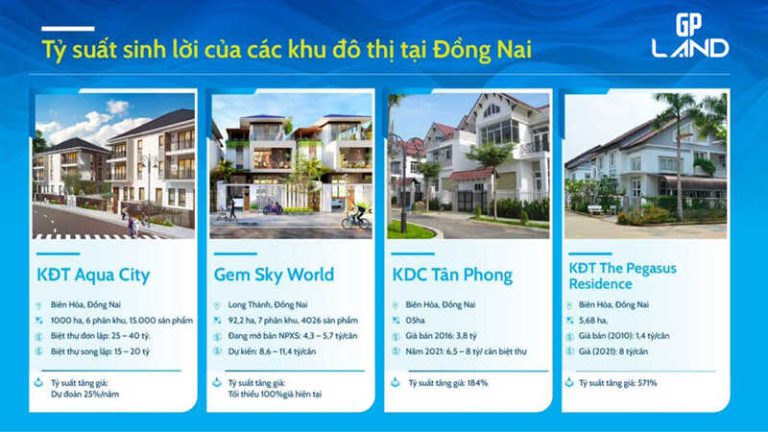 Tỷ suất sinh lời của các khu đô thị tại Đồng Nai
GP
LAND
KĐT Aqua City
Biên Hòa, Đồng Nai
1000 ha, 6 phân khu, 15.000 sản phẩm
Biệt thự đơn lập: 25 – 40 tỷ.
Biệt thự song lập: 15 – 20 tỷ
Tỷ suất tăng giá:
Dự đoán 25%/năm
Gem Sky World
Long Thành, Đồng Nai
92,2 ha, 7 phân khu, 4026 sản phẩm
Đang mở bán NPXS: 4,3 – 5,7 tỷ/căn
Dự kiến: 8,6 – 11,4 tỷ/căn
Tỷ suất tăng giá:
Tối thiểu 100%giá hiện tại
KDC Tân Phong
Biên Hòa, Đồng Nai
05ha
Giá bán 2016: 3,8 tỷ
Năm 2021: 6,5 – 8 tỷ/ căn biệt thự
Tỷ suất tăng giá: 184%
KĐT The Pegasus
Residence
Biên Hòa, Đồng Nai
5,68 ha,
Giá bán (2010): 1,4 tỷ/căn
Giá (2021): 8 tỷ/căn
Tỷ suất tăng giá: 571%